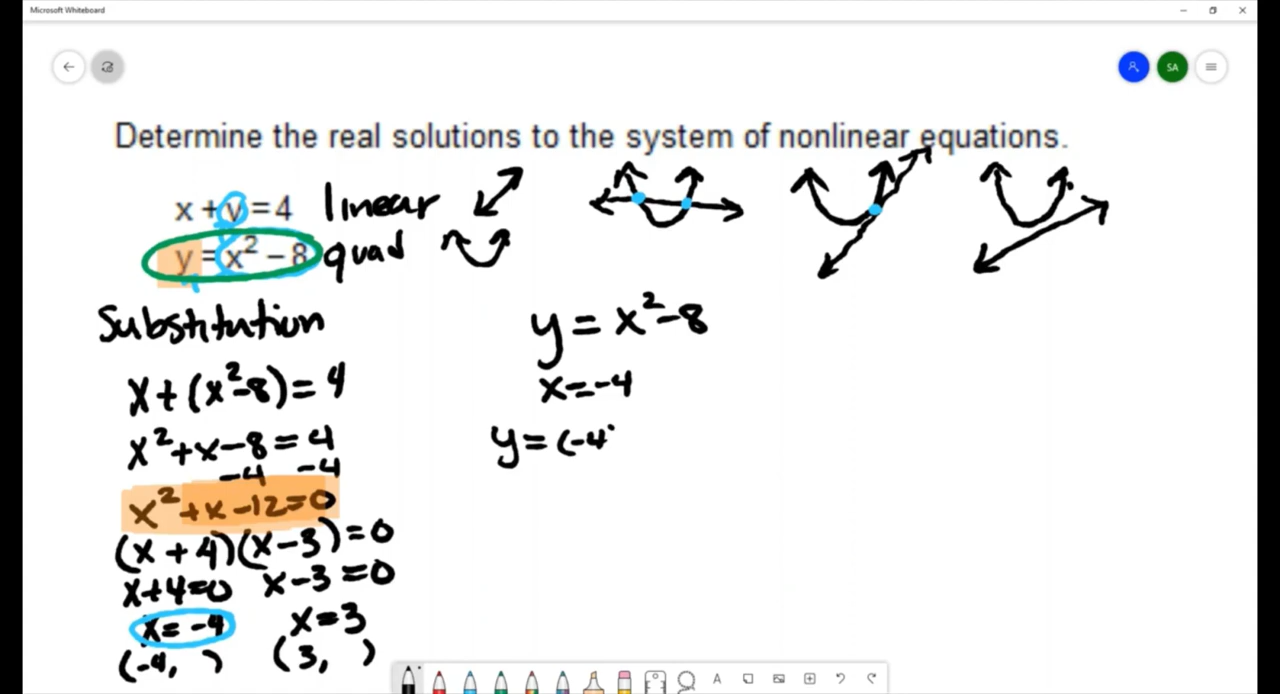 Microsoft Whiteboard
SA
Determine the real solutions to the system of nonlinear equations.
x + y = 4 linear
y = x² - 8 quad
Substitution
x + (x² - 8) = 4
x² + x - 8 = 4
-4 -4
x² + x - 12 = 0
(x + 4)(x - 3) = 0
x + 4 = 0 x - 3 = 0
x = -4 x = 3
(-4, ) (3, )
y = x² - 8
x = -4
y = (-4
A